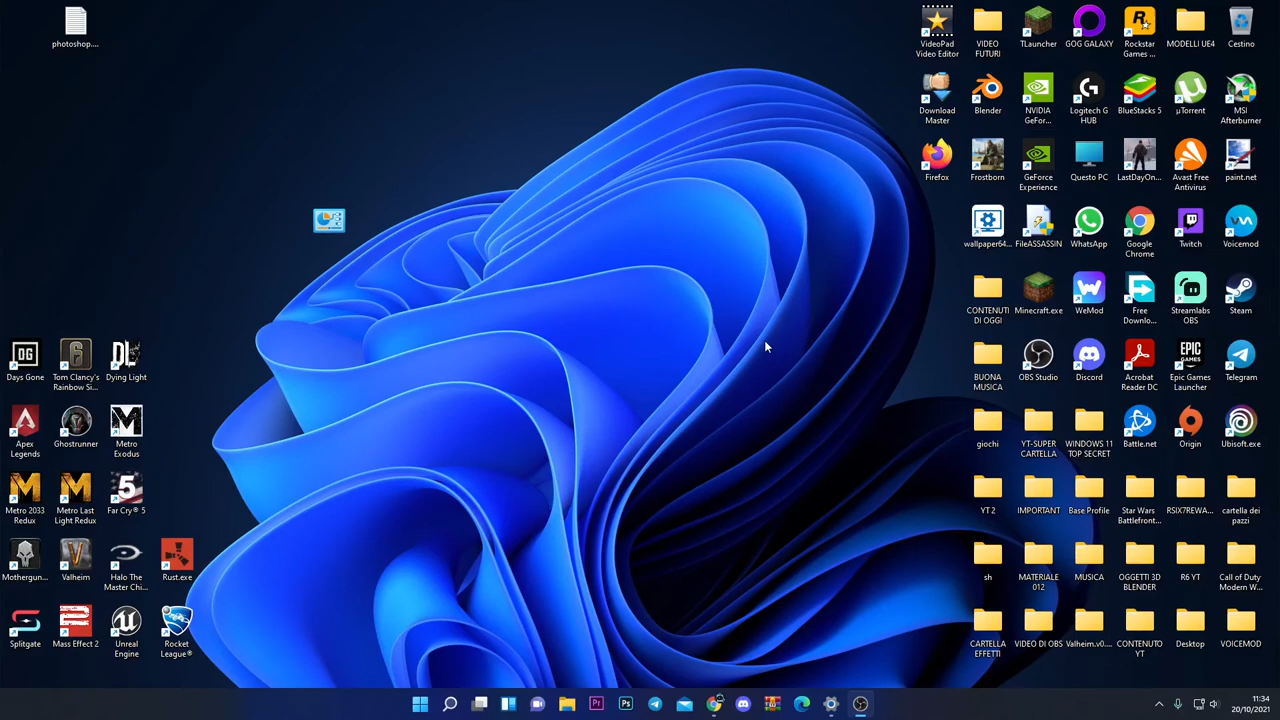 photoshop....
VideoPad
Video Editor
VIDEO
FUTURI
TLauncher
GOG GALAXY
Rockstar
Games ...
MODELLI UE4
Cestino
Download
Master
Blender
NVIDIA
GeFor...
Logitech G
HUB
BlueStacks 5
µTorrent
MSI
Afterburner
Firefox
Frostborn
GeForce
Experience
Questo PC
LastDayOn...
Avast Free
Antivirus
paint.net
wallpaper64...
FileASSASSIN
WhatsApp
Google
Chrome
Twitch
Voicemod
CONTENUTI
DI OGGI
Minecraft.exe
WeMod
Free
Downlo...
Streamlabs
OBS
Steam
Days Gone
Tom Clancy's
Rainbow Si...
Dying Light
BUONA
MUSICA
OBS Studio
Discord
Acrobat
Reader DC
Epic Games
Launcher
Telegram
Apex
Legends
Ghostrunner
Metro
Exodus
giochi
YT-SUPER
CARTELLA
WINDOWS 11
TOP SECRET
Battle.net
Origin
Ubisoft.exe
Metro 2033
Redux
Metro Last
Light Redux
Far Cry® 5
YT 2
IMPORTANT
Base Profile
Star Wars
Battlefront...
RSIX7REWA...
cartella dei
pazzi
Mothergun...
Valheim
Halo The
Master Chi...
Rust.exe
sh
MATERIALE
012
MUSICA
OGGETTI 3D
BLENDER
R6 YT
Call of Duty
Modern W...
Splitgate
Mass Effect 2
Unreal
Engine
Rocket
League®
CARTELLA
EFFETTI
VIDEO DI OBS
Valheim.v0....
CONTENUTO
YT
Desktop
VOICEMOD
11:34
20/10/2021